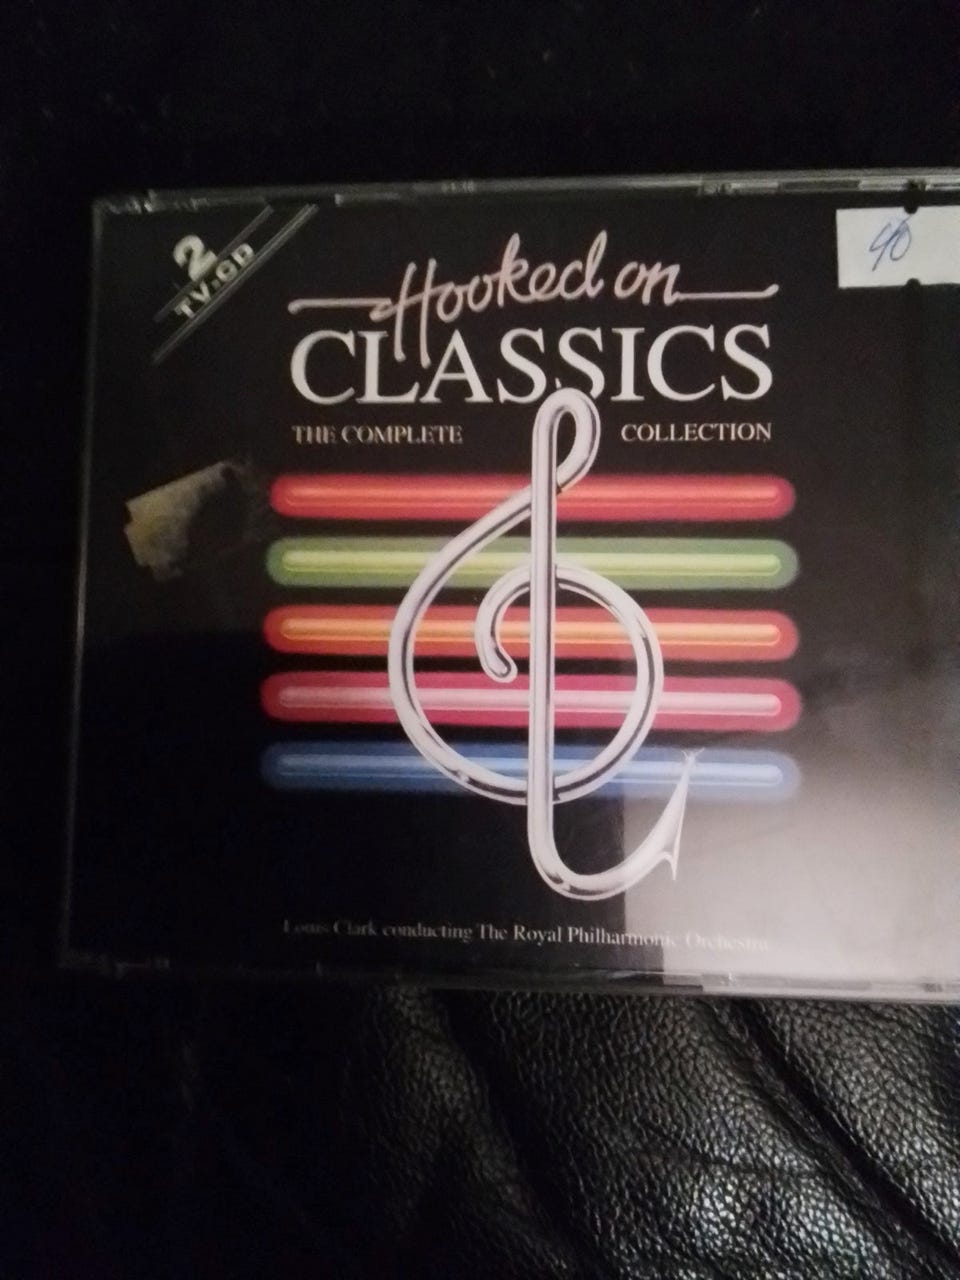 2
TV·CD
40
Hooked on
CLASSICS
THE COMPLETE COLLECTION
Louis Clark conducting The Royal Philharmonic Orchestra